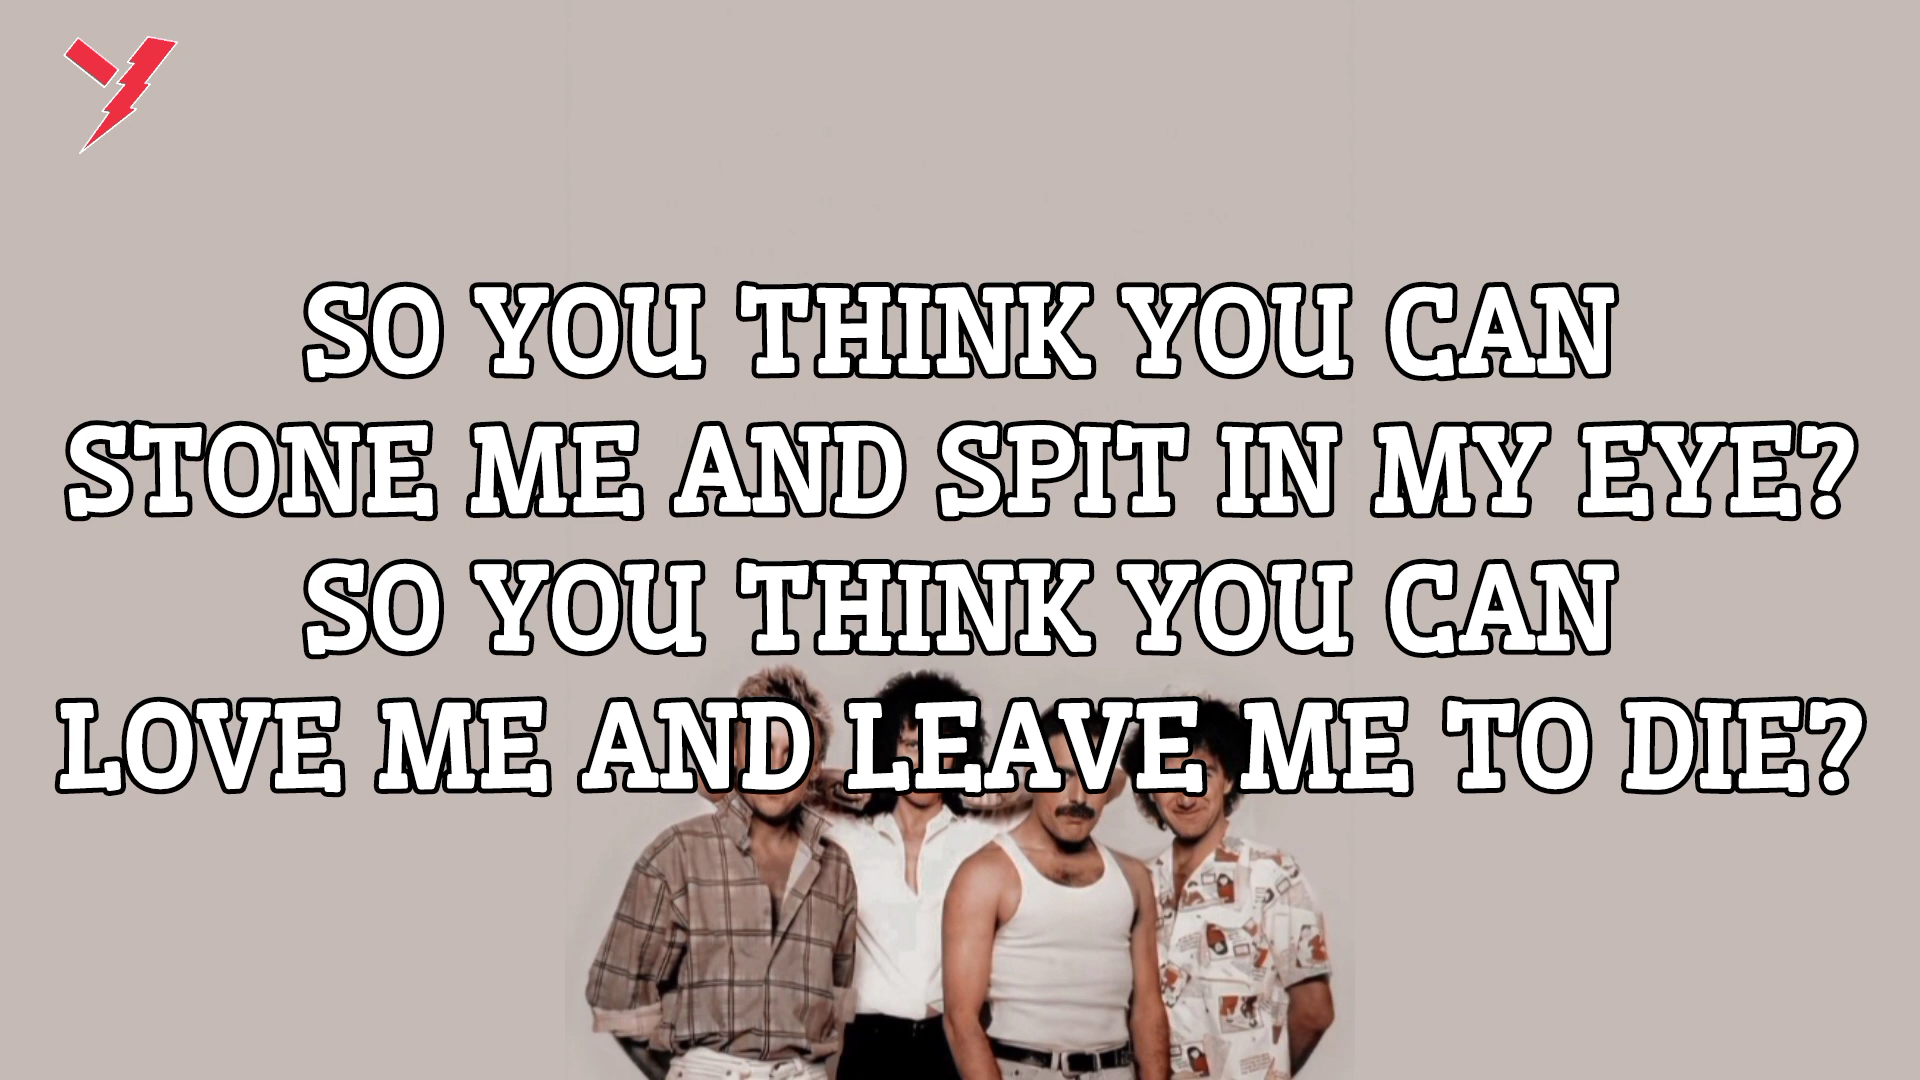 SO YOU THINK YOU CAN
STONE ME AND SPIT IN MY EYE?
SO YOU THINK YOU CAN
LOVE ME AND LEAVE ME TO DIE?